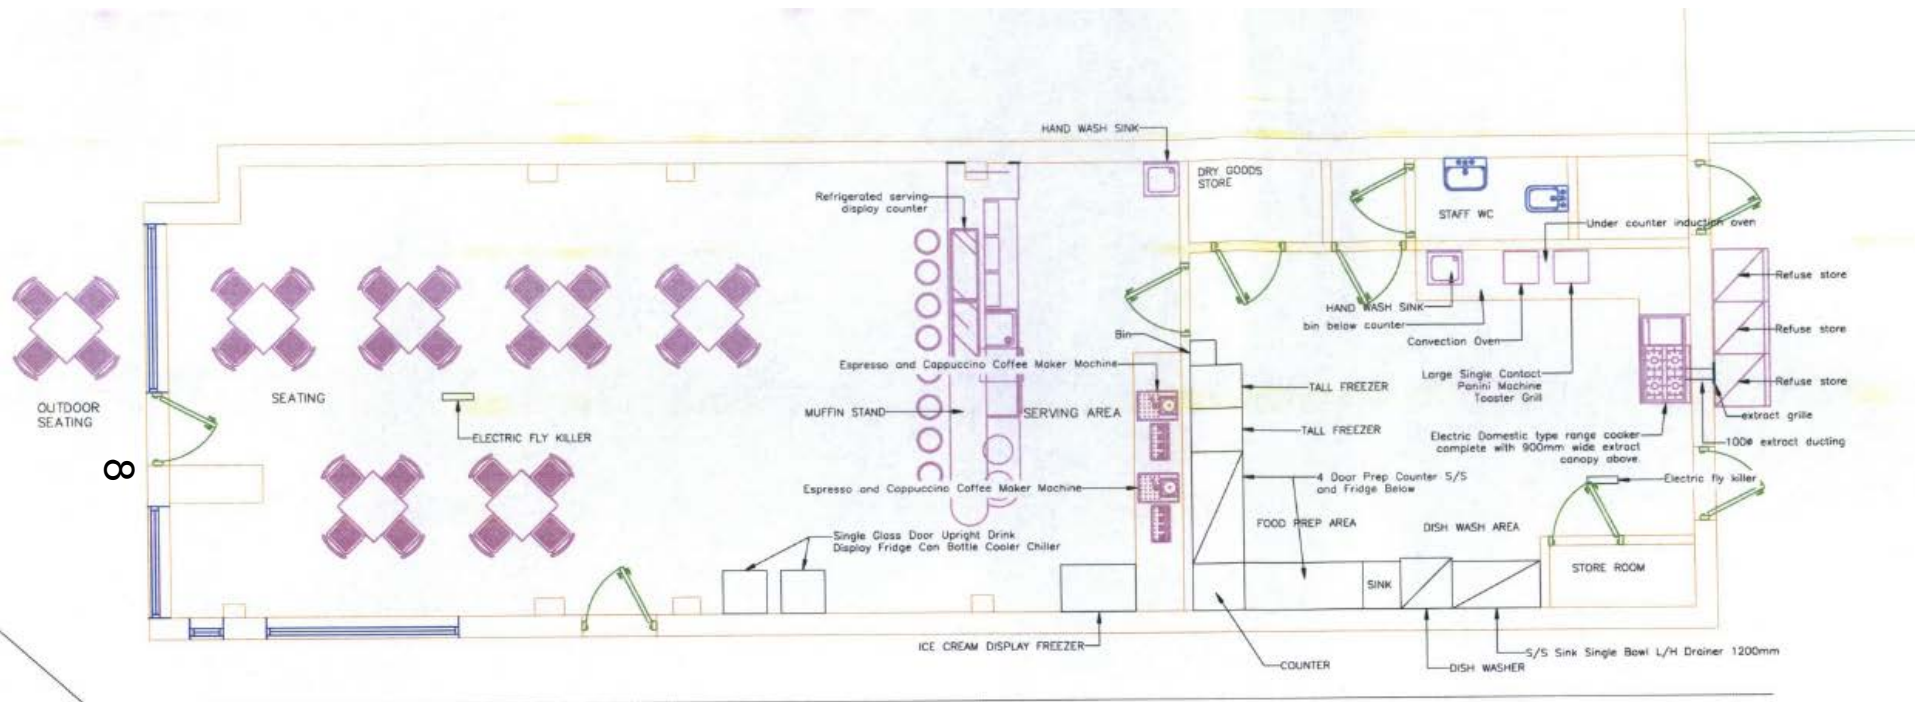 HAND WASH SINK
DRY GOODS
STORE
Refrigerated serving
display counter
STAFF WC
Under counter induction oven
Refuse store
HAND WASH SINK
bin below counter
Convection Oven
Refuse store
Bin
Espresso and Cappuccino Coffee Maker Machine
Large Single Contact
Panini Machine
Toaster Grill
Refuse store
TALL FREEZER
SEATING
OUTDOOR
SEATING
MUFFIN STAND
SERVING AREA
extract grille
TALL FREEZER
ELECTRIC FLY KILLER
Electric Domestic type range cooker
complete with 900mm wide extract
canopy above.
100ø extract ducting
8
4 Door Prep Counter S/S
and Fridge Below
Electric fly killer
Espresso and Cappuccino Coffee Maker Machine
FOOD PREP AREA
DISH WASH AREA
Single Glass Door Upright Drink
Display Fridge Can Bottle Cooler Chiller
STORE ROOM
SINK
ICE CREAM DISPLAY FREEZER
S/S Sink Single Bowl L/H Drainer 1200mm
COUNTER
DISH WASHER